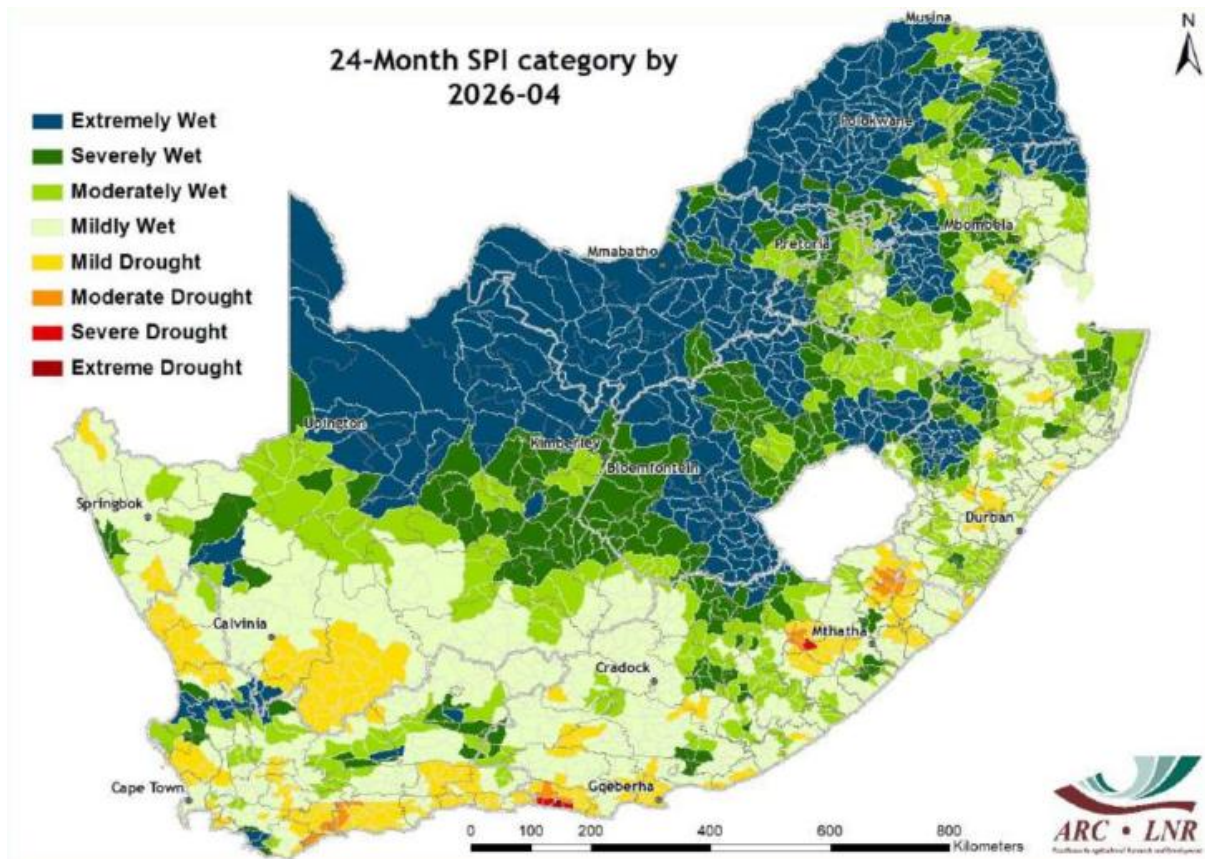 Musina
N
24-Month SPI category by
2026-04
Extremely Wet
Severely Wet
Moderately Wet
Mildly Wet
Mild Drought
Moderate Drought
Severe Drought
Extreme Drought
Polokwane
Mbombela
Pretoria
Mmabatho
Upington
Kimberley
Bloemfontein
Springbok
Durban
Calvinia
Mthatha
Cradock
Cape Town
Gqeberha
0 100 200 400 600 800
Kilometers
ARC • LNR